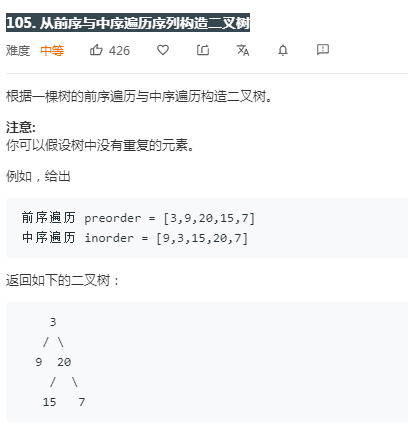 105. 从前序与中序遍历序列构造二叉树
难度 中等 426
根据一棵树的前序遍历与中序遍历构造二叉树。
注意:
你可以假设树中没有重复的元素。
例如，给出
前序遍历 preorder = [3,9,20,15,7]
中序遍历 inorder = [9,3,15,20,7]
返回如下的二叉树：
3
/ \
9 20
/ \
15 7